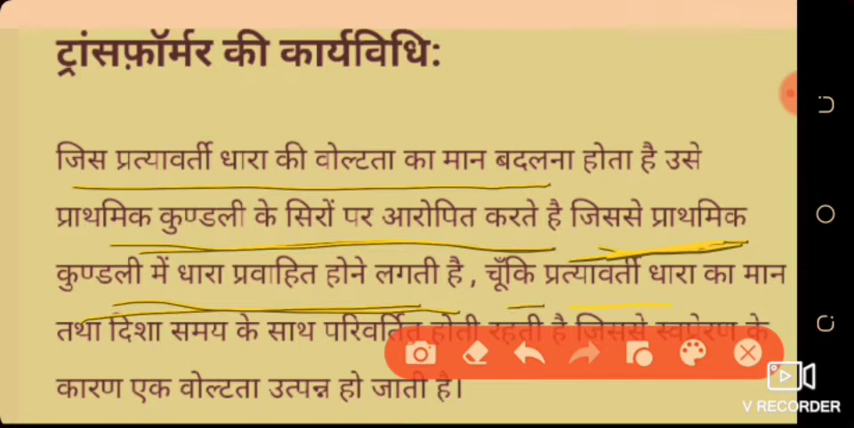 ट्रांसफ़ॉर्मर की कार्यविधि:
जिस प्रत्यावर्ती धारा की वोल्टता का मान बदलना होता है उसे
प्राथमिक कुण्डली के सिरों पर आरोपित करते है जिससे प्राथमिक
कुण्डली में धारा प्रवाहित होने लगती है , चूँकि प्रत्यावर्ती धारा का मान
तथा दिशा समय के साथ परिवर्तित होती रहती है जिससे स्वप्रेरण के
कारण एक वोल्टता उत्पन्न हो जाती है।
V RECORDER